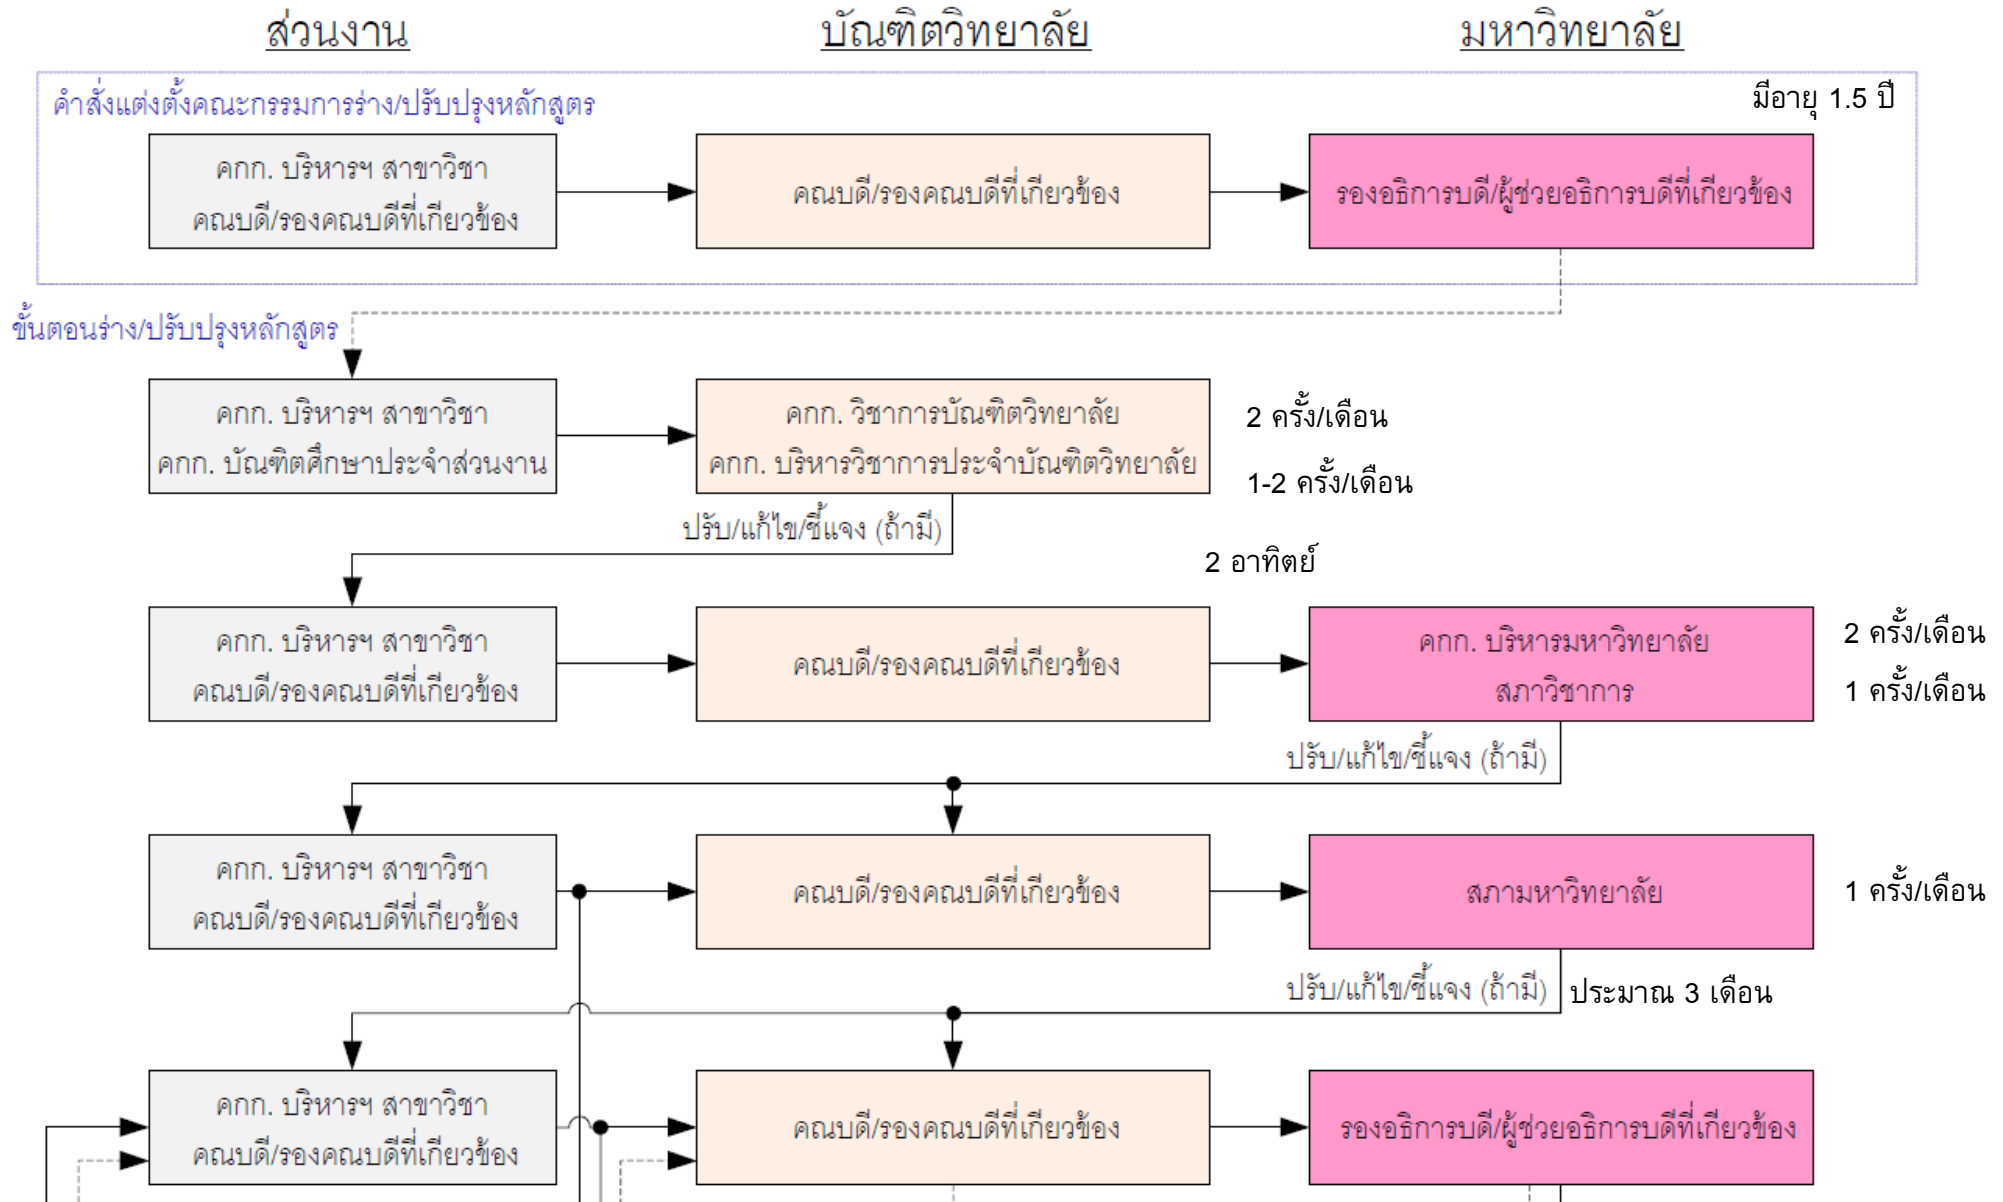 ส่วนงาน
บัณฑิตวิทยาลัย
มหาวิทยาลัย
คำสั่งแต่งตั้งคณะกรรมการร่าง/ปรับปรุงหลักสูตร
มีอายุ 1.5 ปี
คกก. บริหารฯ สาขาวิชา
คณบดี/รองคณบดีที่เกี่ยวข้อง
คณบดี/รองคณบดีที่เกี่ยวข้อง
รองอธิการบดี/ผู้ช่วยอธิการบดีที่เกี่ยวข้อง
ขั้นตอนร่าง/ปรับปรุงหลักสูตร
คกก. บริหารฯ สาขาวิชา
คกก. บัณฑิตศึกษาประจำส่วนงาน
คกก. วิชาการบัณฑิตวิทยาลัย
คกก. บริหารวิชาการประจำบัณฑิตวิทยาลัย
2 ครั้ง/เดือน
1-2 ครั้ง/เดือน
ปรับ/แก้ไข/ชี้แจง (ถ้ามี)
2 อาทิตย์
คกก. บริหารฯ สาขาวิชา
คณบดี/รองคณบดีที่เกี่ยวข้อง
คณบดี/รองคณบดีที่เกี่ยวข้อง
คกก. บริหารมหาวิทยาลัย
สภาวิชาการ
2 ครั้ง/เดือน
1 ครั้ง/เดือน
ปรับ/แก้ไข/ชี้แจง (ถ้ามี)
คกก. บริหารฯ สาขาวิชา
คณบดี/รองคณบดีที่เกี่ยวข้อง
คณบดี/รองคณบดีที่เกี่ยวข้อง
สภามหาวิทยาลัย
1 ครั้ง/เดือน
ปรับ/แก้ไข/ชี้แจง (ถ้ามี)
ประมาณ 3 เดือน
คกก. บริหารฯ สาขาวิชา
คณบดี/รองคณบดีที่เกี่ยวข้อง
คณบดี/รองคณบดีที่เกี่ยวข้อง
รองอธิการบดี/ผู้ช่วยอธิการบดีที่เกี่ยวข้อง